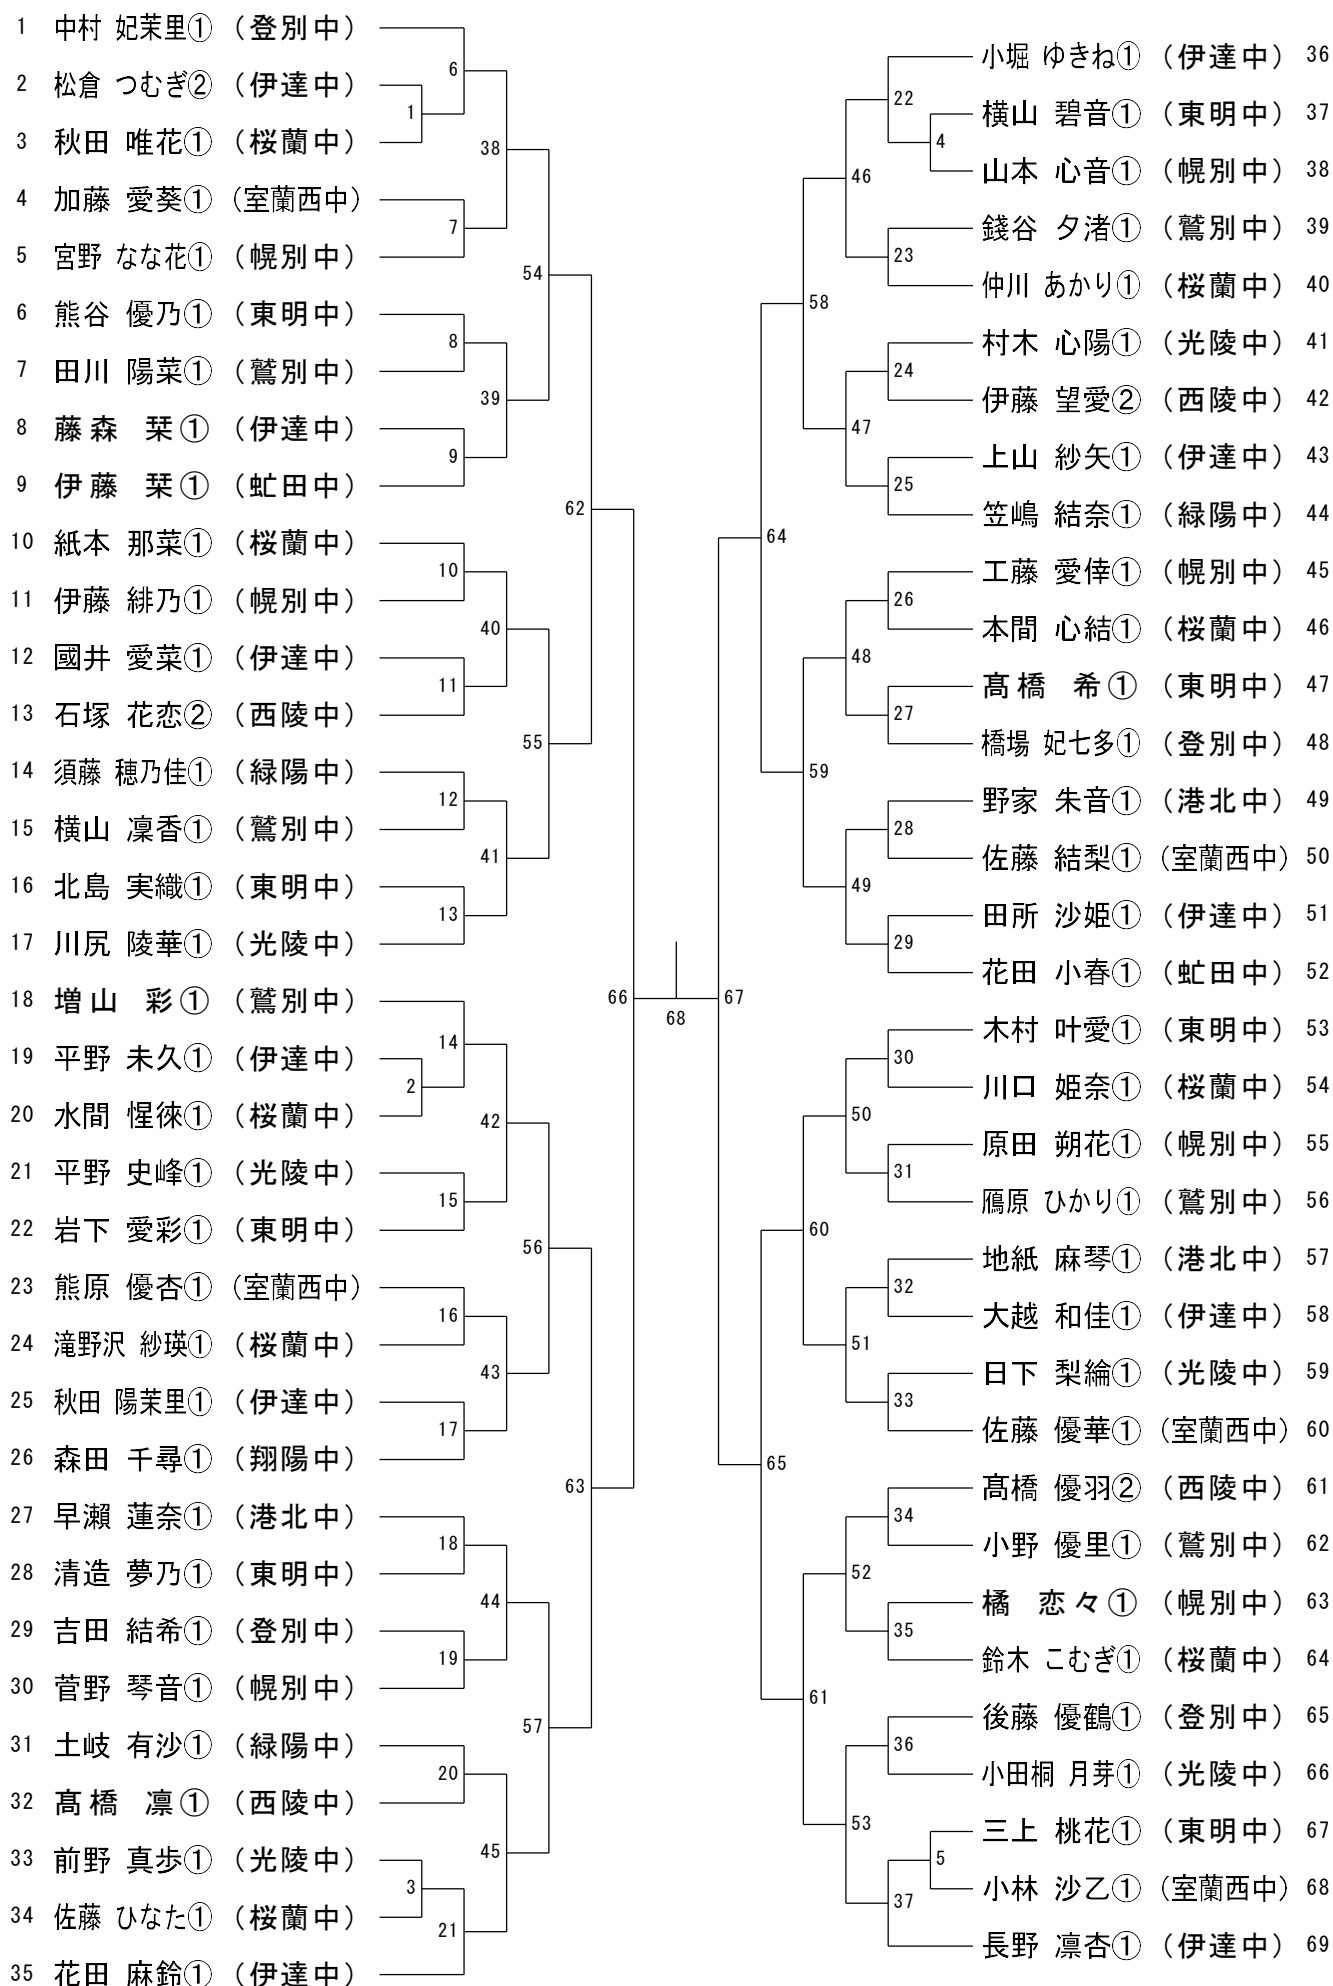 1 中村 妃茉里① （登別中）
2 松倉 つむぎ② （伊達中）
3 秋田 唯花① （桜蘭中）
4 加藤 愛葵① （室蘭西中）
5 宮野 なな花① （幌別中）
6 熊谷 優乃① （東明中）
7 田川 陽菜① （鷲別中）
8 藤森 栞① （伊達中）
9 伊藤 栞① （虻田中）
10 紙本 那菜① （桜蘭中）
11 伊藤 緋乃① （幌別中）
12 國井 愛菜① （伊達中）
13 石塚 花恋② （西陵中）
14 須藤 穂乃佳① （緑陽中）
15 横山 凜香① （鷲別中）
16 北島 実織① （東明中）
17 川尻 陵華① （光陵中）
18 増山 彩① （鷲別中）
19 平野 未久① （伊達中）
20 水間 惺徠① （桜蘭中）
21 平野 史峰① （光陵中）
22 岩下 愛彩① （東明中）
23 熊原 優杏① （室蘭西中）
24 滝野沢 紗瑛① （桜蘭中）
25 秋田 陽茉里① （伊達中）
26 森田 千尋① （翔陽中）
27 早瀬 蓮奈① （港北中）
28 清造 夢乃① （東明中）
29 吉田 結希① （登別中）
30 菅野 琴音① （幌別中）
31 土岐 有沙① （緑陽中）
32 髙橋 凛① （西陵中）
33 前野 真歩① （光陵中）
34 佐藤 ひなた① （桜蘭中）
35 花田 麻鈴① （伊達中）
6
1
38
7
54
8
39
9
62
10
40
11
55
12
41
13
66
14
2
42
15
56
16
43
17
63
18
44
19
57
20
45
3
21
68
67
22
4
46
23
58
24
47
25
64
26
48
27
59
28
49
29
30
50
31
60
32
51
33
65
34
52
35
61
36
53
5
37
小堀 ゆきね① （伊達中） 36
横山 碧音① （東明中） 37
山本 心音① （幌別中） 38
錢谷 夕渚① （鷲別中） 39
仲川 あかり① （桜蘭中） 40
村木 心陽① （光陵中） 41
伊藤 望愛② （西陵中） 42
上山 紗矢① （伊達中） 43
笠嶋 結奈① （緑陽中） 44
工藤 愛倖① （幌別中） 45
本間 心結① （桜蘭中） 46
髙橋 希① （東明中） 47
橋場 妃七多① （登別中） 48
野家 朱音① （港北中） 49
佐藤 結梨① （室蘭西中） 50
田所 沙姫① （伊達中） 51
花田 小春① （虻田中） 52
木村 叶愛① （東明中） 53
川口 姫奈① （桜蘭中） 54
原田 朔花① （幌別中） 55
鴈原 ひかり① （鷲別中） 56
地紙 麻琴① （港北中） 57
大越 和佳① （伊達中） 58
日下 梨綸① （光陵中） 59
佐藤 優華① （室蘭西中） 60
髙橋 優羽② （西陵中） 61
小野 優里① （鷲別中） 62
橘 恋々① （幌別中） 63
鈴木 こむぎ① （桜蘭中） 64
後藤 優鶴① （登別中） 65
小田桐 月芽① （光陵中） 66
三上 桃花① （東明中） 67
小林 沙乙① （室蘭西中） 68
長野 凛杏① （伊達中） 69